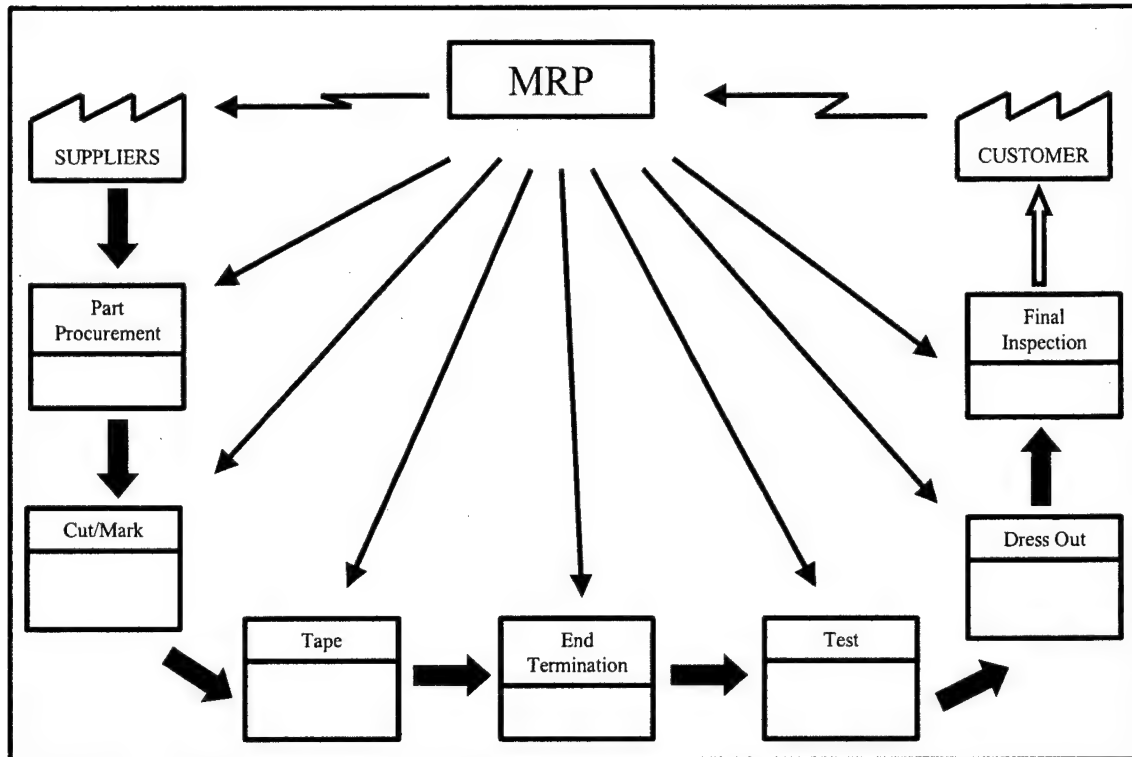 MRP
SUPPLIERS
CUSTOMER
Part
Procurement
Final
Inspection
Cut/Mark
Dress Out
Tape
End
Termination
Test